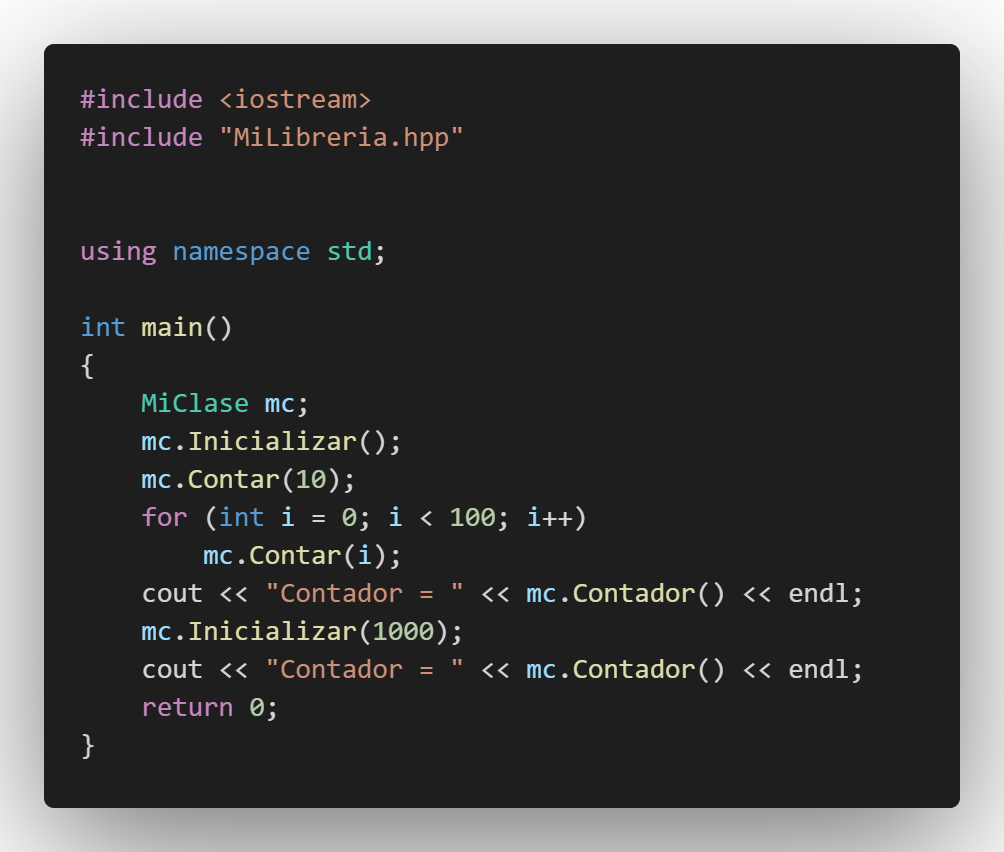 #include <iostream>
#include "MiLibreria.hpp"
using namespace std;
int main()
{
    MiClase mc;
    mc.Inicializar();
    mc.Contar(10);
    for (int i = 0; i < 100; i++)
        mc.Contar(i);
    cout << "Contador = " << mc.Contador() << endl;
    mc.Inicializar(1000);
    cout << "Contador = " << mc.Contador() << endl;
    return 0;
}